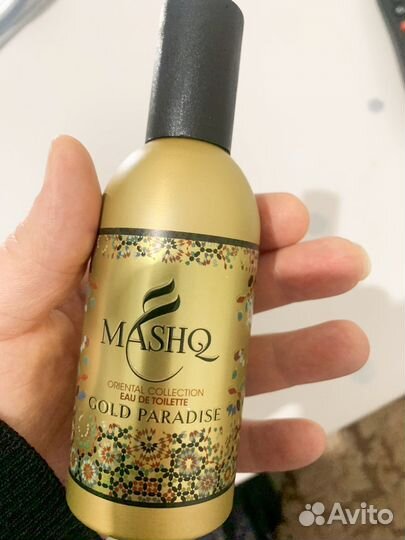 MASHQ
ORIENTAL COLLECTION
EAU DE TOILETTE
GOLD PARADISE
Avito